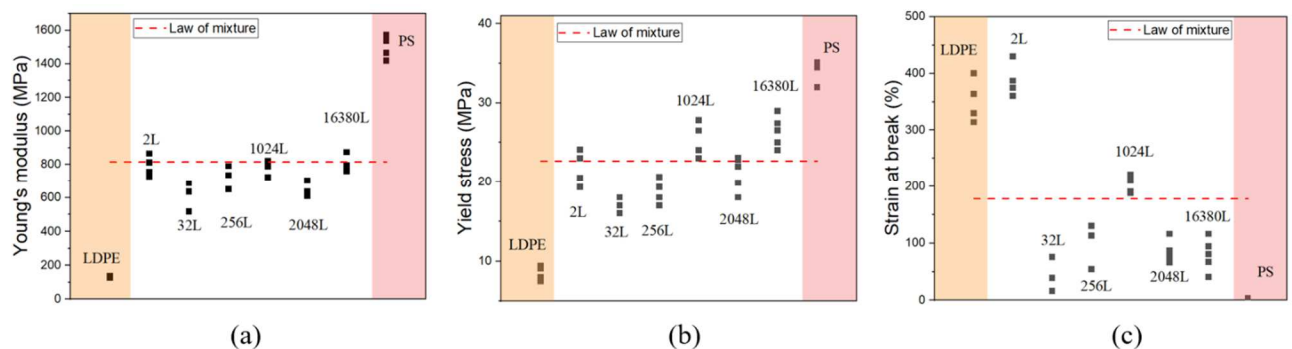 Young's modulus (MPa)
1600
1400
1200
1000
800
600
400
200
0
Law of mixture
LDPE
2L
32L
256L
1024L
2048L
16380L
PS
(a)
Yield stress (MPa)
40
30
20
10
Law of mixture
LDPE
2L
32L
256L
1024L
2048L
16380L
PS
(b)
Strain at break (%)
500
400
300
200
100
0
Law of mixture
LDPE
2L
32L
256L
1024L
2048L
16380L
PS
(c)